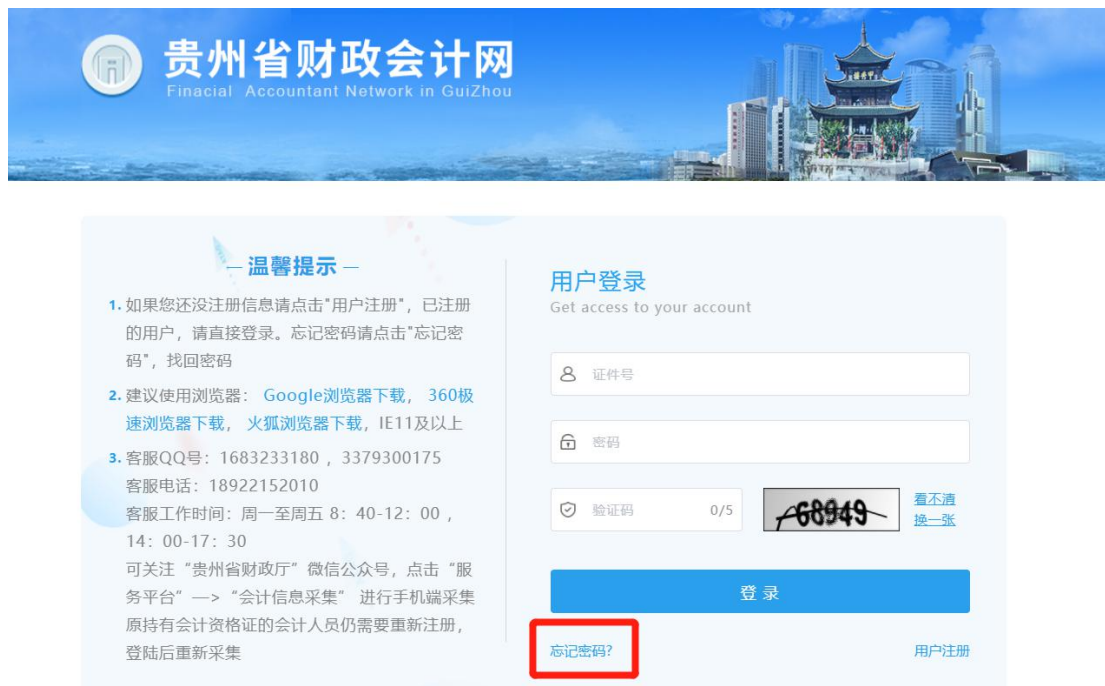 贵州省财政会计网
Finacial Accountant Network in GuiZhou
— 温馨提示 —
1. 如果您还没注册信息请点击"用户注册", 已注册
的用户, 请直接登录。忘记密码请点击"忘记密
码", 找回密码
2. 建议使用浏览器: Google浏览器下载, 360极
速浏览器下载, 火狐浏览器下载, IE11及以上
3. 客服QQ号: 1683233180 , 3379300175
客服电话: 18922152010
客服工作时间: 周一至周五 8: 40-12: 00 ,
14: 00-17: 30
可关注 “贵州省财政厅” 微信公众号, 点击 “服
务平台” —> “会计信息采集” 进行手机端采集
原持有会计资格证的会计人员仍需要重新注册,
登陆后重新采集
用户登录
Get access to your account
证件号
密码
验证码 0/5 68949 看不清
换一张
登 录
忘记密码? 用户注册